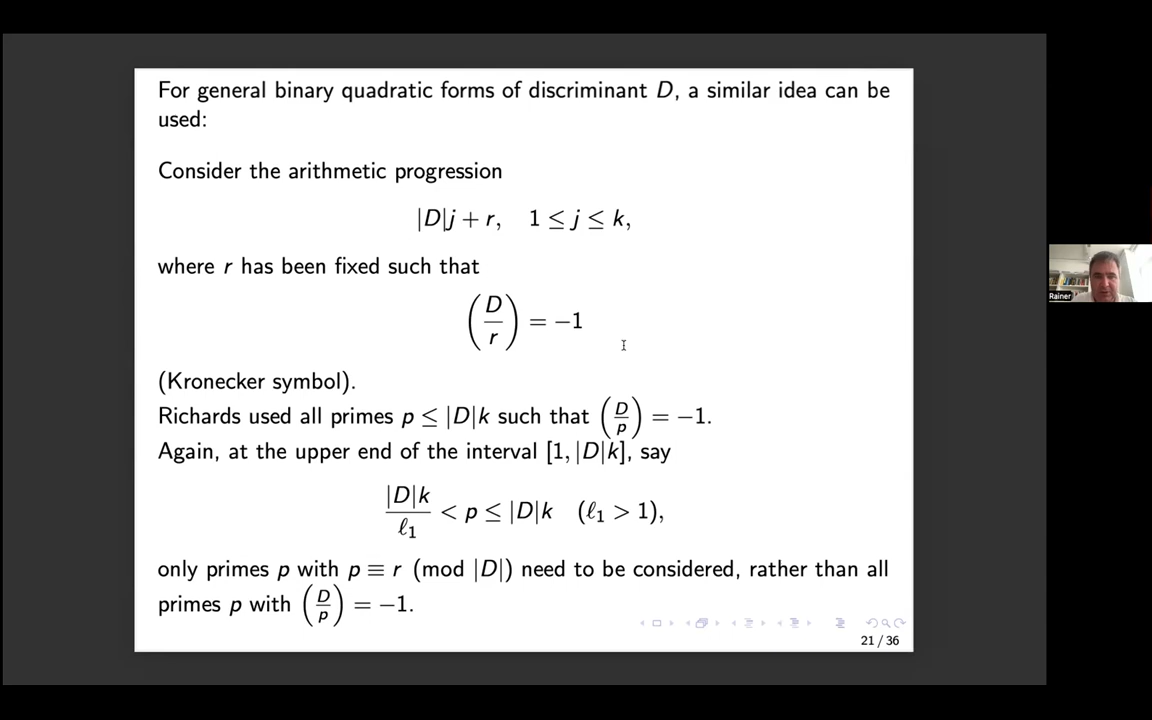 For general binary quadratic forms of discriminant D, a similar idea can be
used:
Consider the arithmetic progression
|D|j + r, 1 ≤ j ≤ k,
where r has been fixed such that
(D/r) = −1
(Kronecker symbol).
Richards used all primes p ≤ |D|k such that (D/p) = −1.
Again, at the upper end of the interval [1, |D|k], say
|D|k/ℓ₁ < p ≤ |D|k (ℓ₁ > 1),
only primes p with p ≡ r (mod |D|) need to be considered, rather than all
primes p with (D/p) = −1.
21 / 36
Rainer